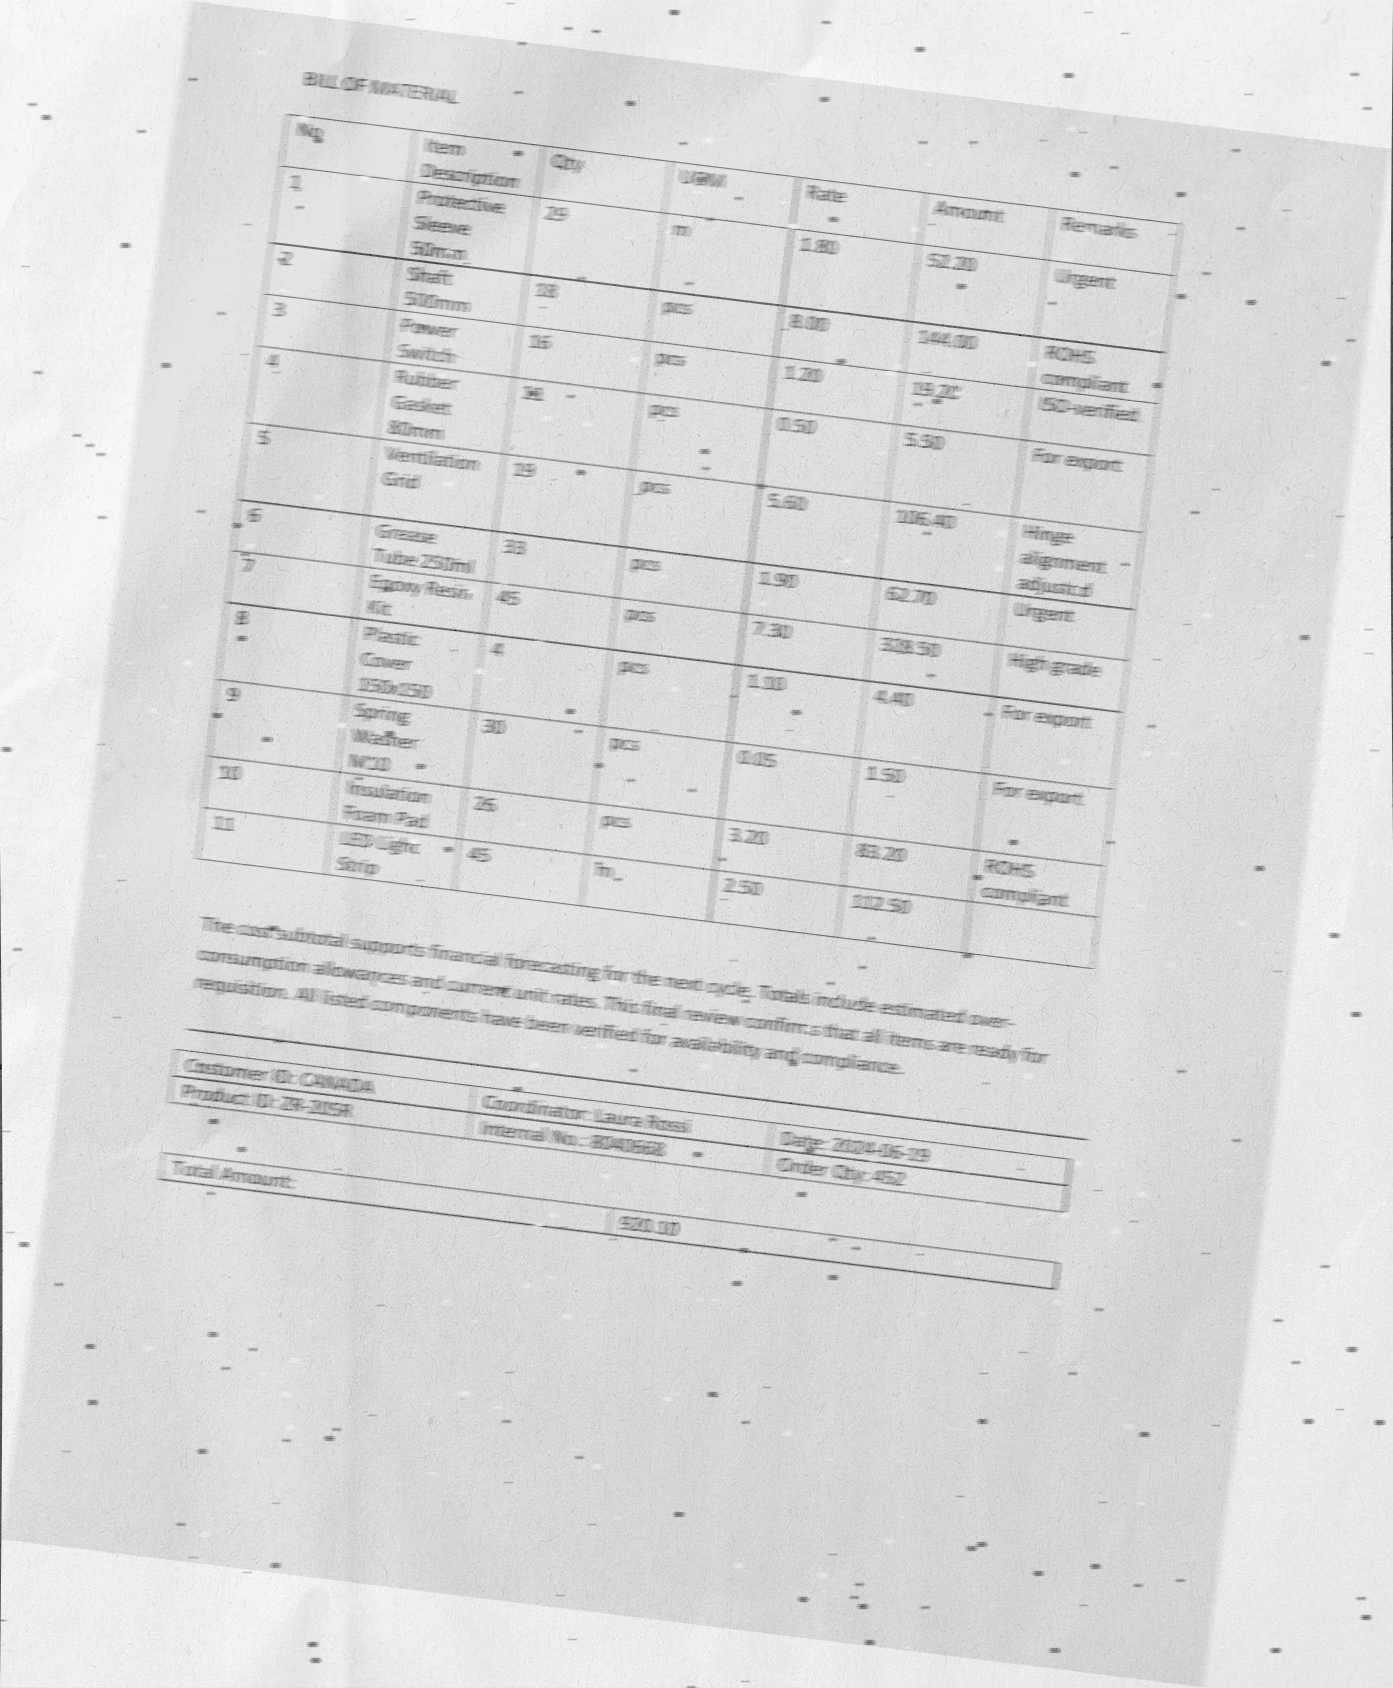 BILL OF MATERIAL
No Item Description Qty UOM Rate Amount Remarks
1 Protective Sleeve 50mm 29 m 1.80 52.20 Urgent
2 Shaft 500mm 18 pcs 8.00 144.00 ROHS compliant
3 Power Switch 16 pcs 1.20 19.20 ISO-verified
4 Rubber Gasket 80mm 11 pcs 0.50 5.50 For export
5 Ventilation Grid 19 pcs 5.60 106.40 Hinge alignment adjusted
6 Grease Tube 250ml 33 pcs 1.90 62.70 Urgent
7 Epoxy Resin Kit 45 pcs 7.30 328.50 High grade
8 Plastic Cover 150x150 4 pcs 1.10 4.40 For export
9 Spring Washer M10 30 pcs 0.05 1.50 For export
10 Insulation Foam Pad 26 pcs 3.20 83.20 ROHS compliant
11 LED Light Strip 45 m 2.50 112.50
The cost subtotal supports financial forecasting for the next cycle. Totals include estimated over-
consumption allowances and current unit rates. This final review confirms that all items are ready for
requisition. All listed components have been verified for availability and compliance.
Customer ID: CANADA Coordinator: Laura Rossi Date: 2024-06-19
Product ID: Internal No.: Order Qty: 452
Total Amount: 920.10